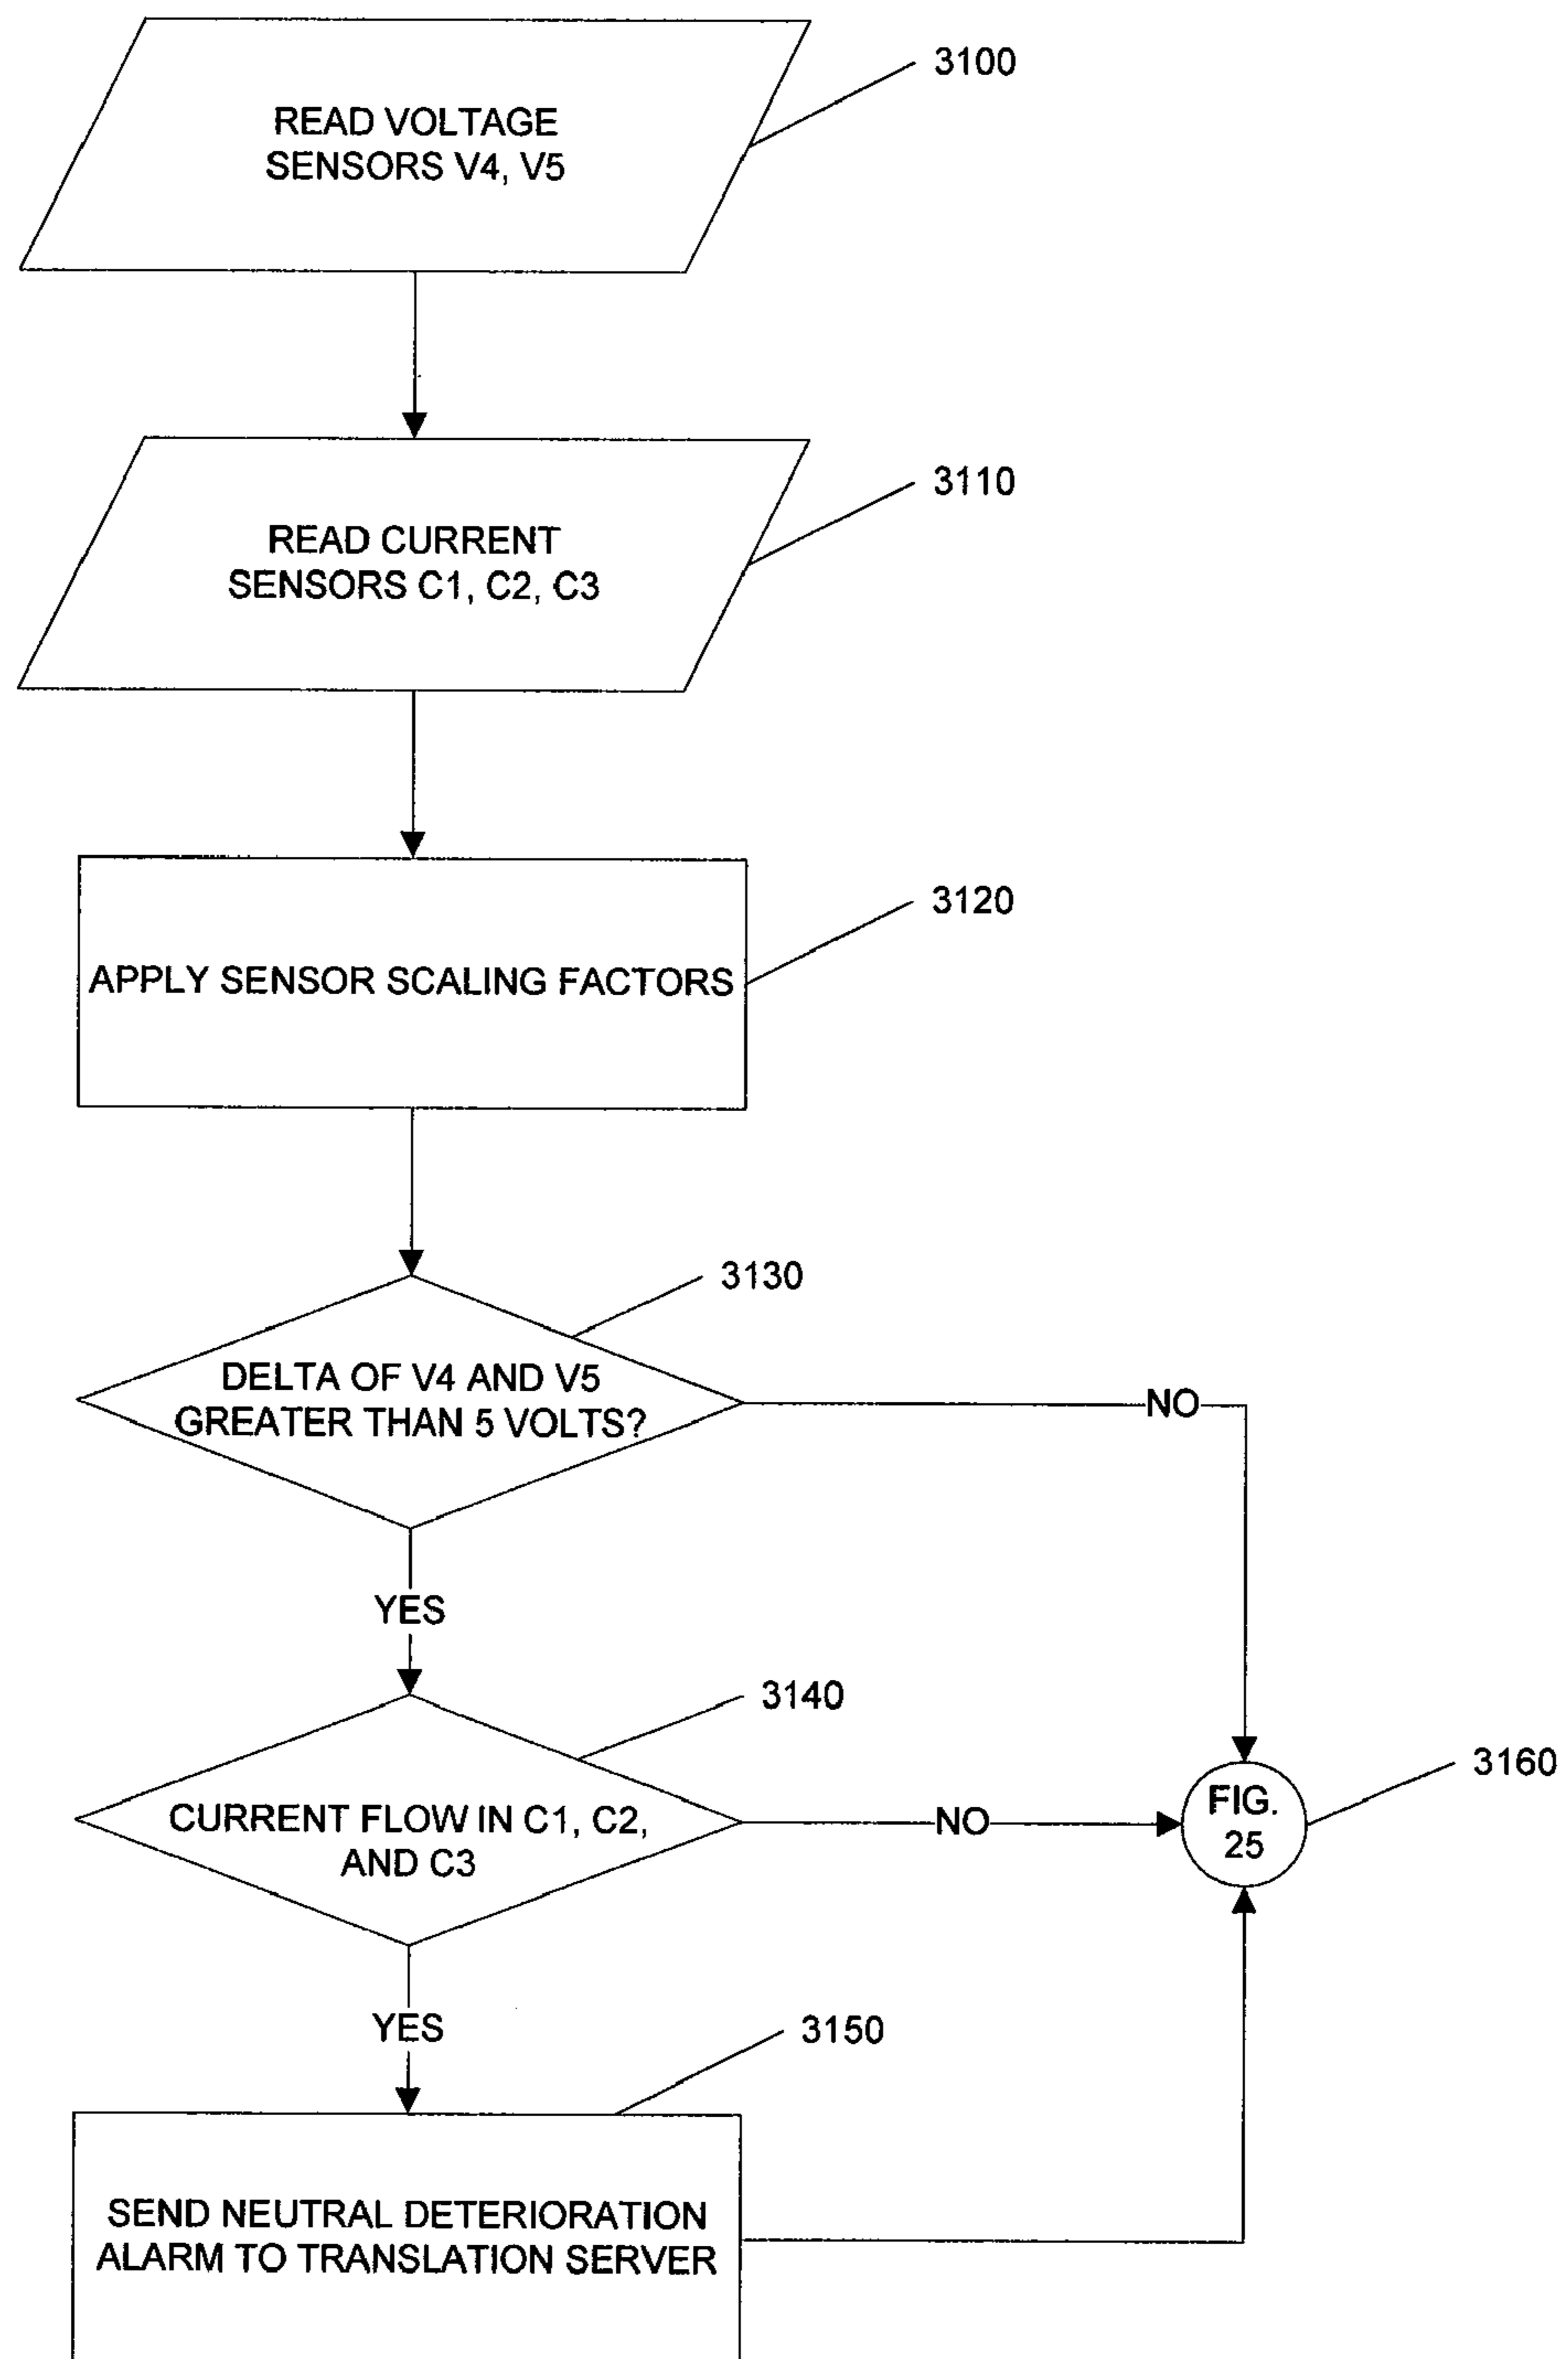 3100
READ VOLTAGE
SENSORS V4, V5
3110
READ CURRENT
SENSORS C1, C2, C3
3120
APPLY SENSOR SCALING FACTORS
3130
DELTA OF V4 AND V5
GREATER THAN 5 VOLTS?
NO
YES
3140
CURRENT FLOW IN C1, C2,
AND C3
NO
3160
FIG.
25
YES
3150
SEND NEUTRAL DETERIORATION
ALARM TO TRANSLATION SERVER